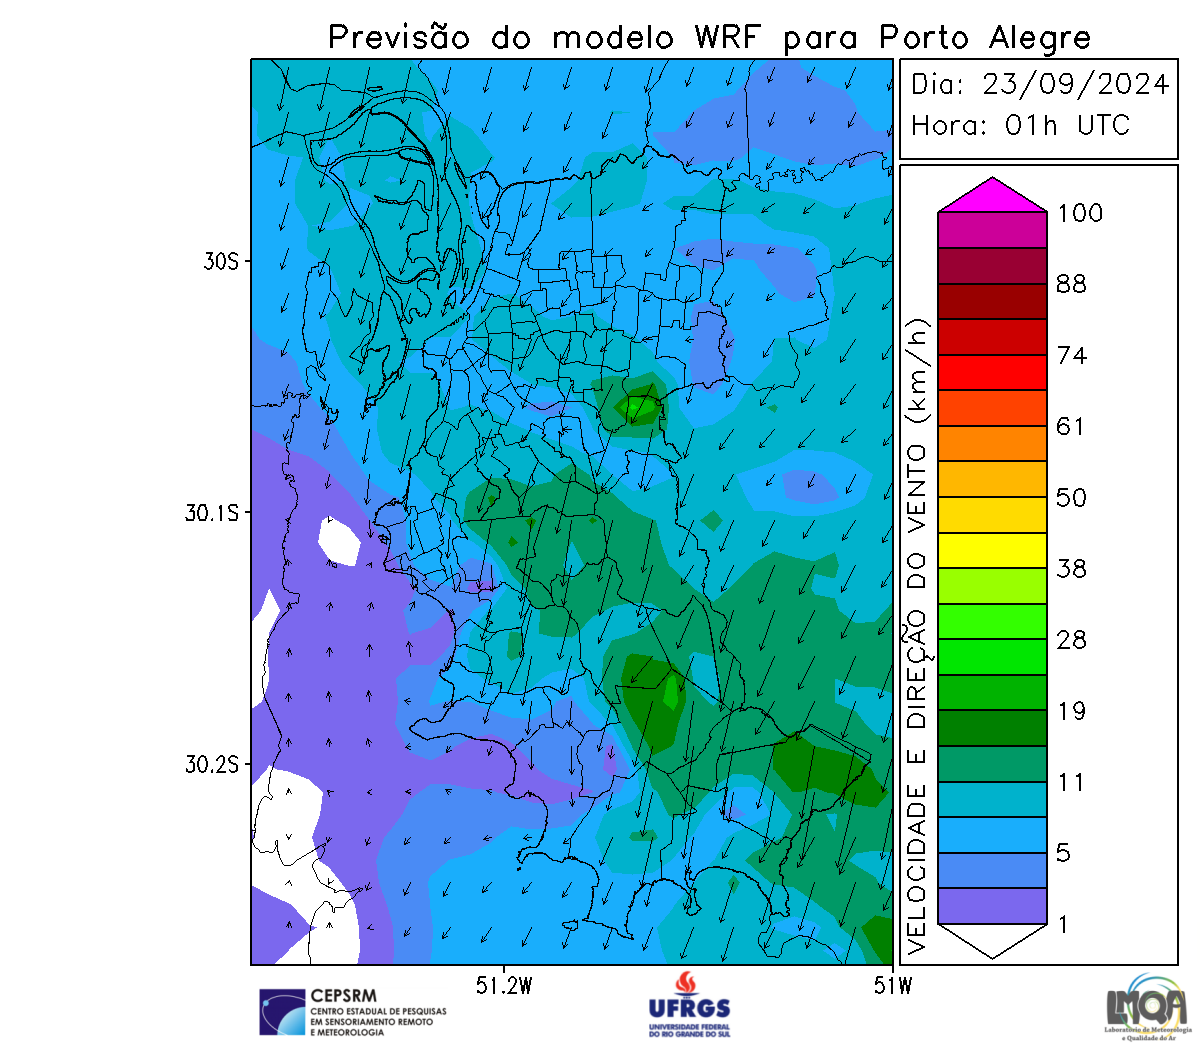 Previsão do modelo WRF para Porto Alegre
Dia: 23/09/2024
Hora: 01h UTC
100
88
74
61
50
38
28
19
11
5
1
VELOCIDADE E DIREÇÃO DO VENTO (km/h)
30S
30.1S
30.2S
51.2W
51W
CEPSRM
CENTRO ESTADUAL DE PESQUISAS
EM SENSORIAMENTO REMOTO
E METEOROLOGIA
UFRGS
UNIVERSIDADE FEDERAL
DO RIO GRANDE DO SUL
LMQA
Laboratório de Meteorologia
e Qualidade do Ar